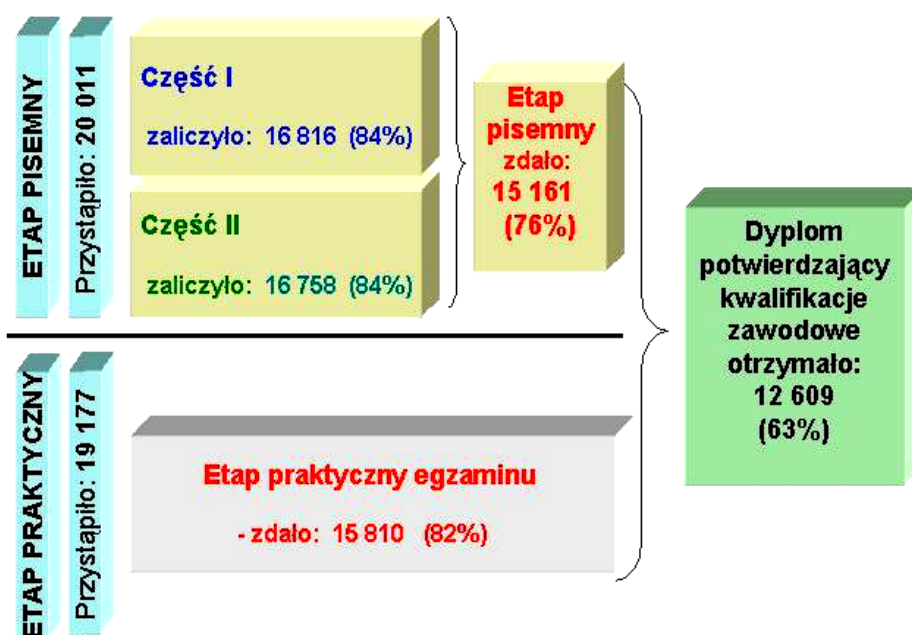 ETAP PISEMNY
Przystąpiło: 20 011
Część I
zaliczyło: 16 816 (84%)
Część II
zaliczyło: 16 758 (84%)
Etap
pisemny
zdało:
15 161
(76%)
ETAP PRAKTYCZNY
Przystąpiło: 19 177
Etap praktyczny egzaminu
- zdało: 15 810 (82%)
Dyplom
potwierdzający
kwalifikacje
zawodowe
otrzymało:
12 609
(63%)